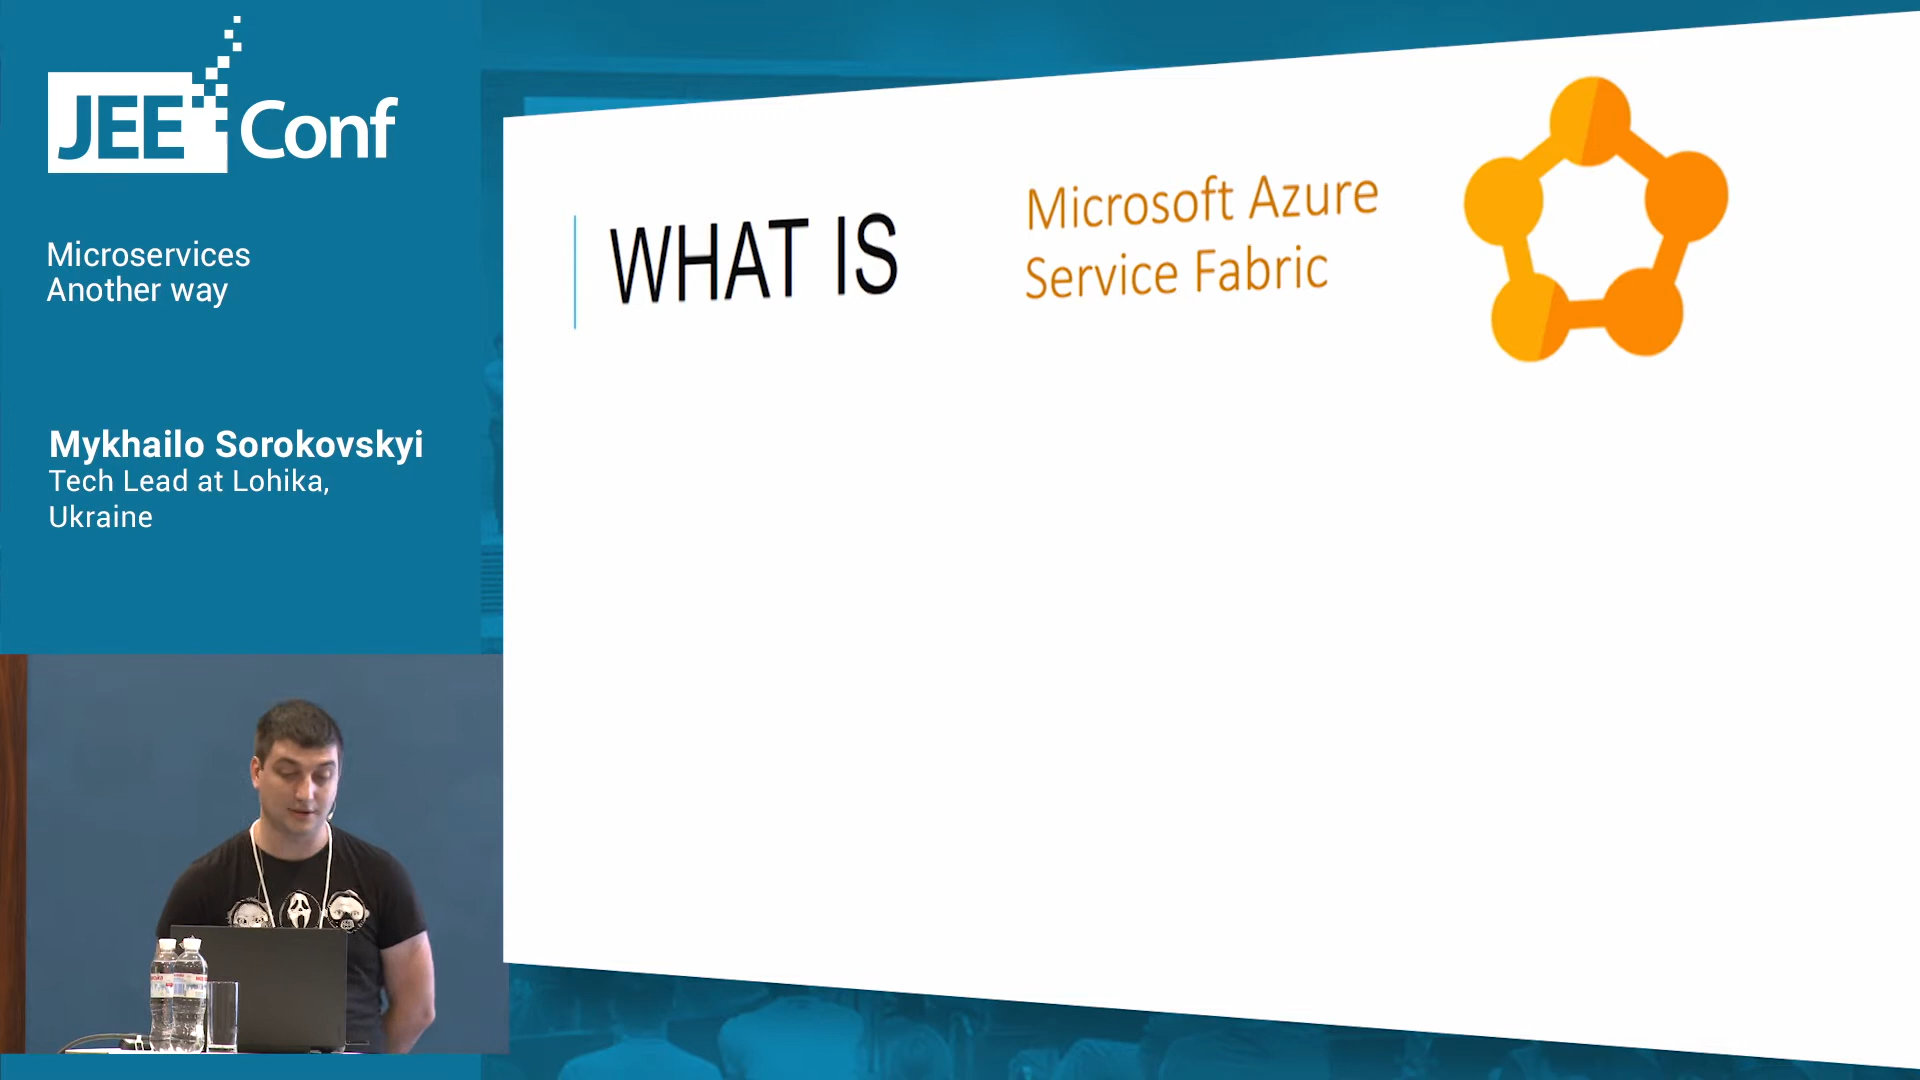 JEE Conf
Microservices
Another way
Mykhailo Sorokovskyi
Tech Lead at Lohika,
Ukraine
WHAT IS
Microsoft Azure
Service Fabric